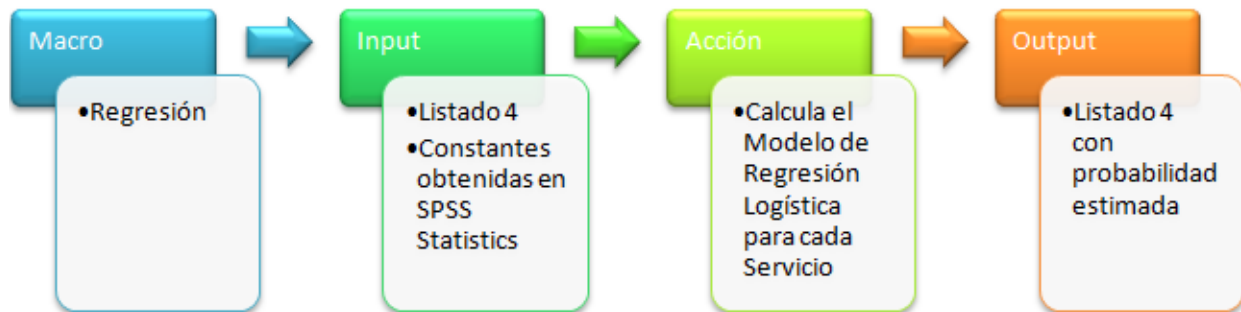 Macro
•Regresión
Input
•Listado 4
•Constantes
obtenidas en
SPSS
Statistics
Acción
•Calcula el
Modelo de
Regresión
Logística
para cada
Servicio
Output
•Listado 4
con
probabilidad
estimada